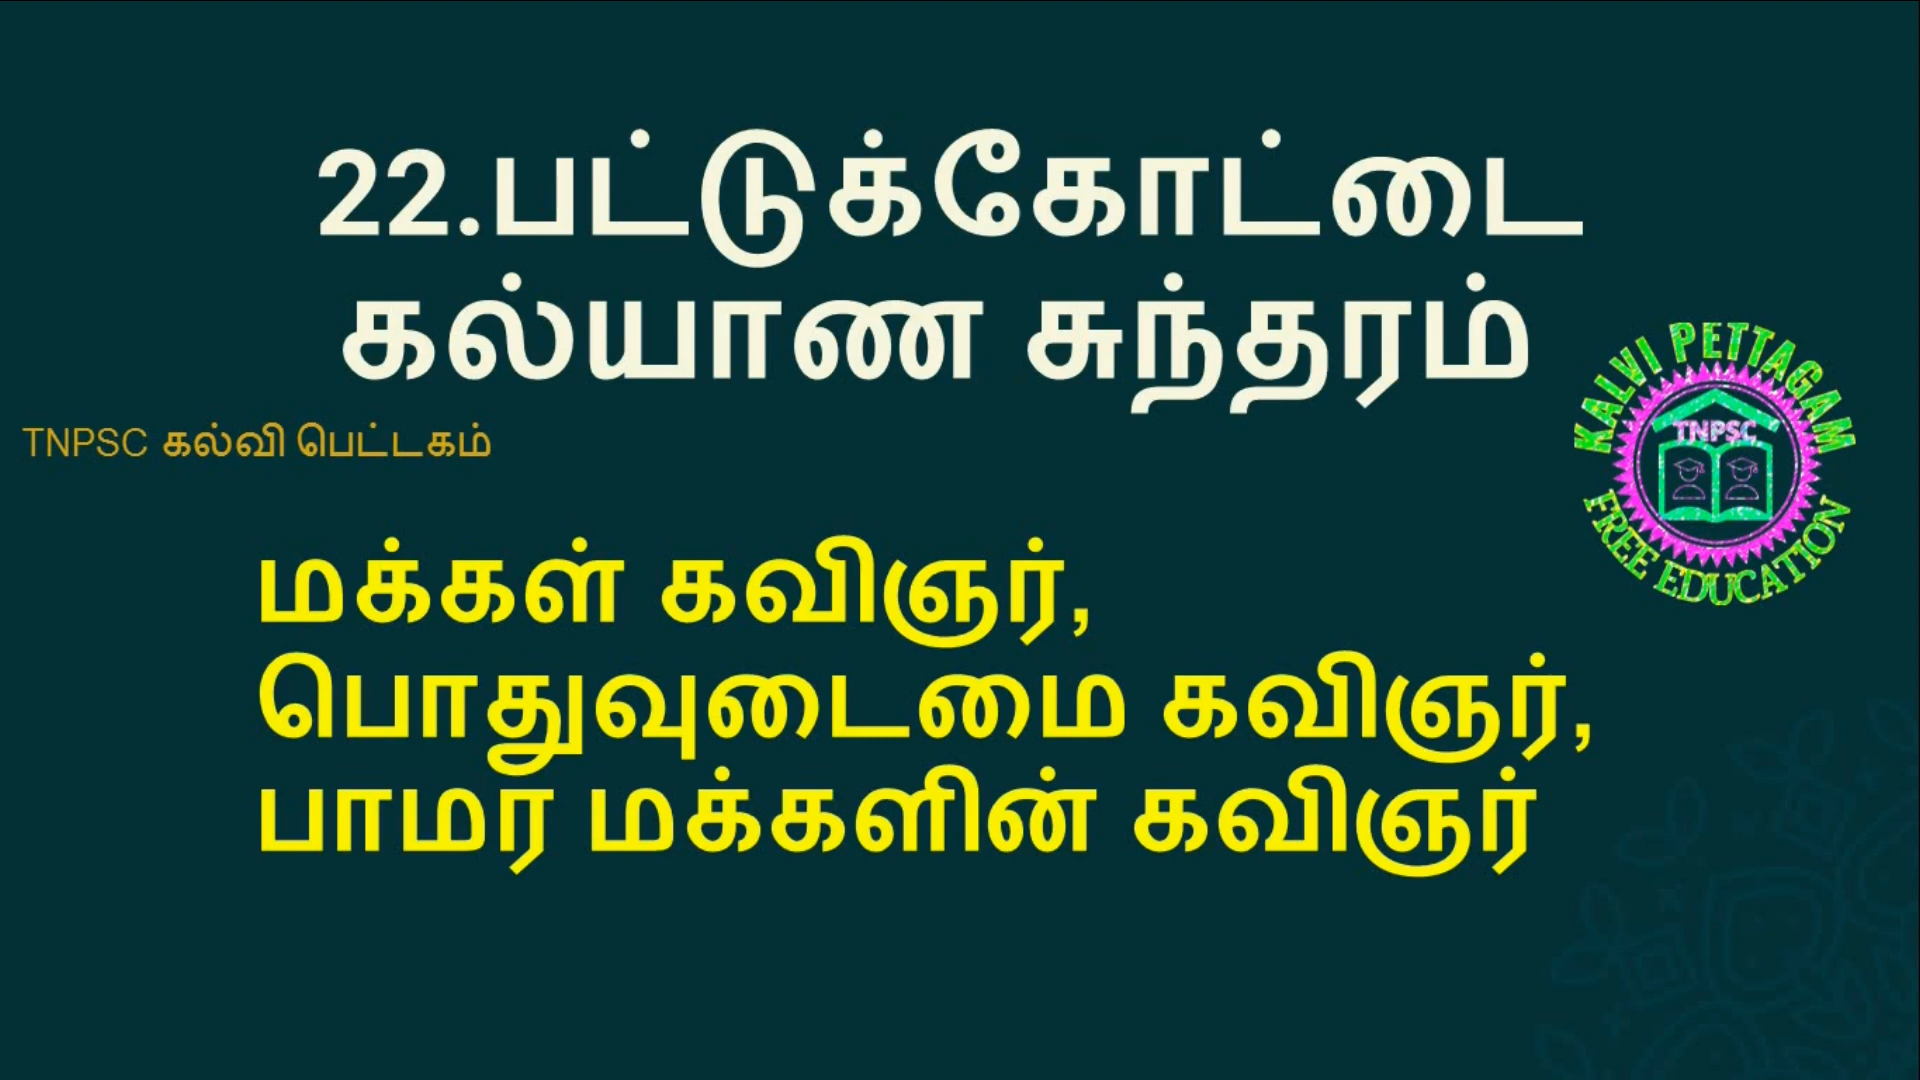 22.பட்டுக்கோட்டை
கல்யாண சுந்தரம்
TNPSC கல்வி பெட்டகம்
KALVI PETTAGAM
TNPSC
FREE EDUCATION
மக்கள் கவிஞர்,
பொதுவுடைமை கவிஞர்,
பாமர மக்களின் கவிஞர்